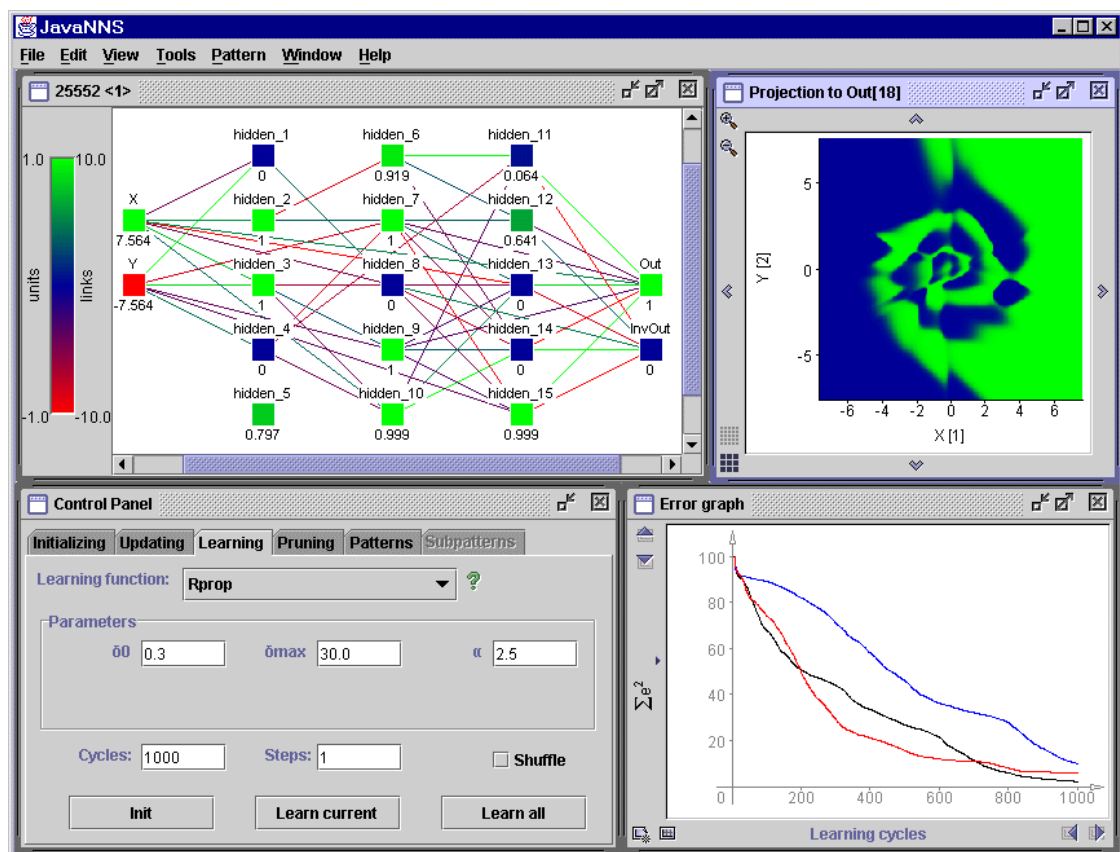 JavaNNS
File Edit View Tools Pattern Window Help
25552 <1>
hidden_1 hidden_6 hidden_11
1.0 10.0
0 0.919 0.064
X hidden_2 hidden_7 hidden_12
7.564 1 1 0.641
Y hidden_3 hidden_8 hidden_13 Out
-7.564 1 0 0 1
units links
hidden_4 hidden_9 hidden_14 InvOut
0 1 0 0
hidden_5 hidden_10 hidden_15
-1.0 -10.0
0.797 0.999 0.999
Projection to Out[18]
5
0
-5
Y [2]
-6 -4 -2 0 2 4 6
X [1]
Control Panel
Initializing Updating Learning Pruning Patterns Subpatterns
Learning function: Rprop ?
Parameters
δ0 0.3 δmax 30.0 α 2.5
Cycles: 1000 Steps: 1 Shuffle
Init Learn current Learn all
Error graph
100
80
60
40
20
∑e²
0 200 400 600 800 1000
Learning cycles